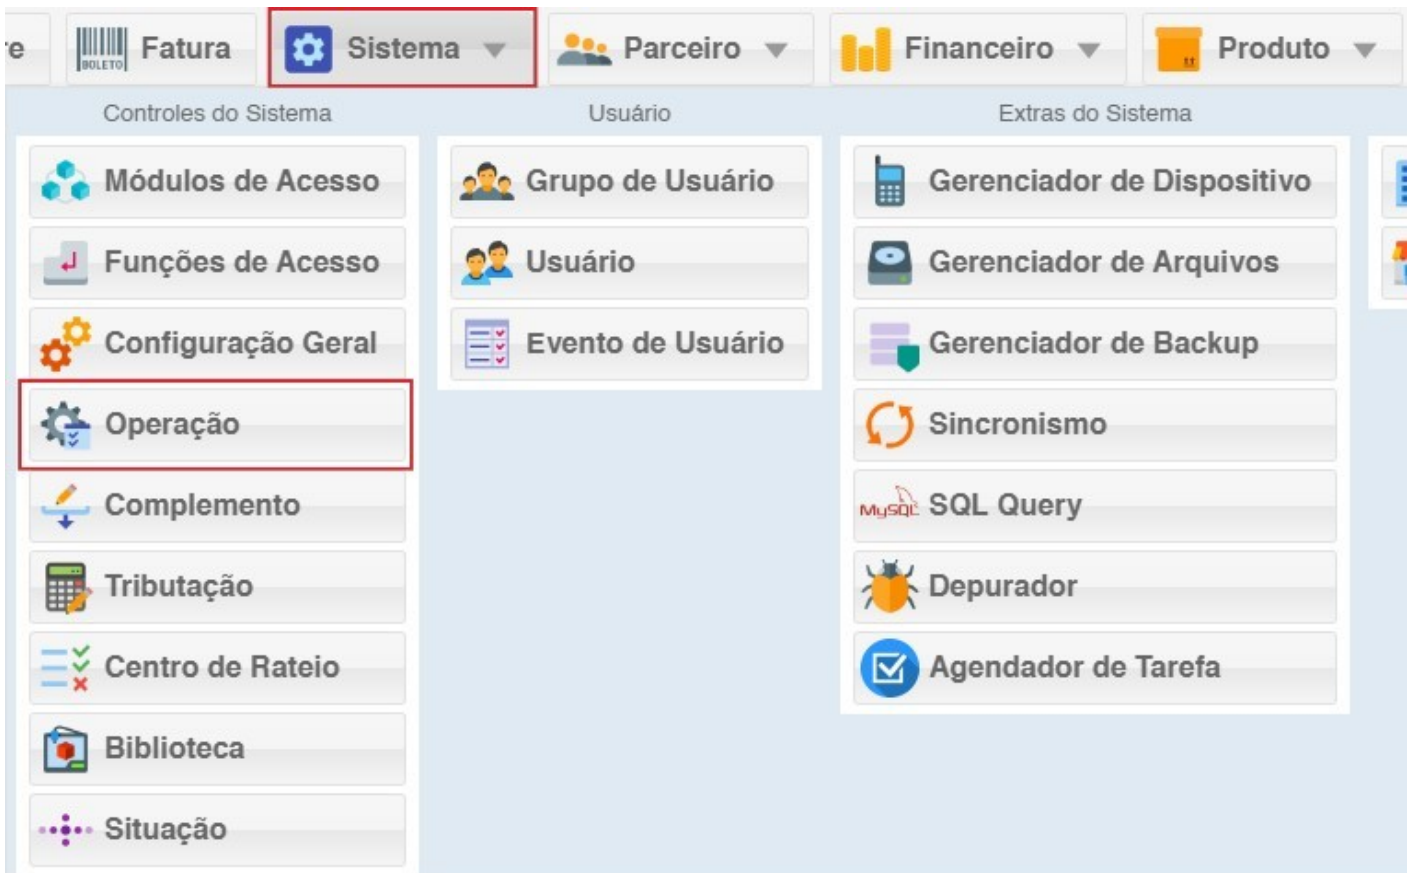 re
BOLETO
Fatura
Sistema
Parceiro
Financeiro
Produto
Controles do Sistema
Módulos de Acesso
Funções de Acesso
Configuração Geral
Operação
Complemento
Tributação
Centro de Rateio
Biblioteca
Situação
Usuário
Grupo de Usuário
Usuário
Evento de Usuário
Extras do Sistema
Gerenciador de Dispositivo
Gerenciador de Arquivos
Gerenciador de Backup
Sincronismo
MySQL SQL Query
Depurador
Agendador de Tarefa